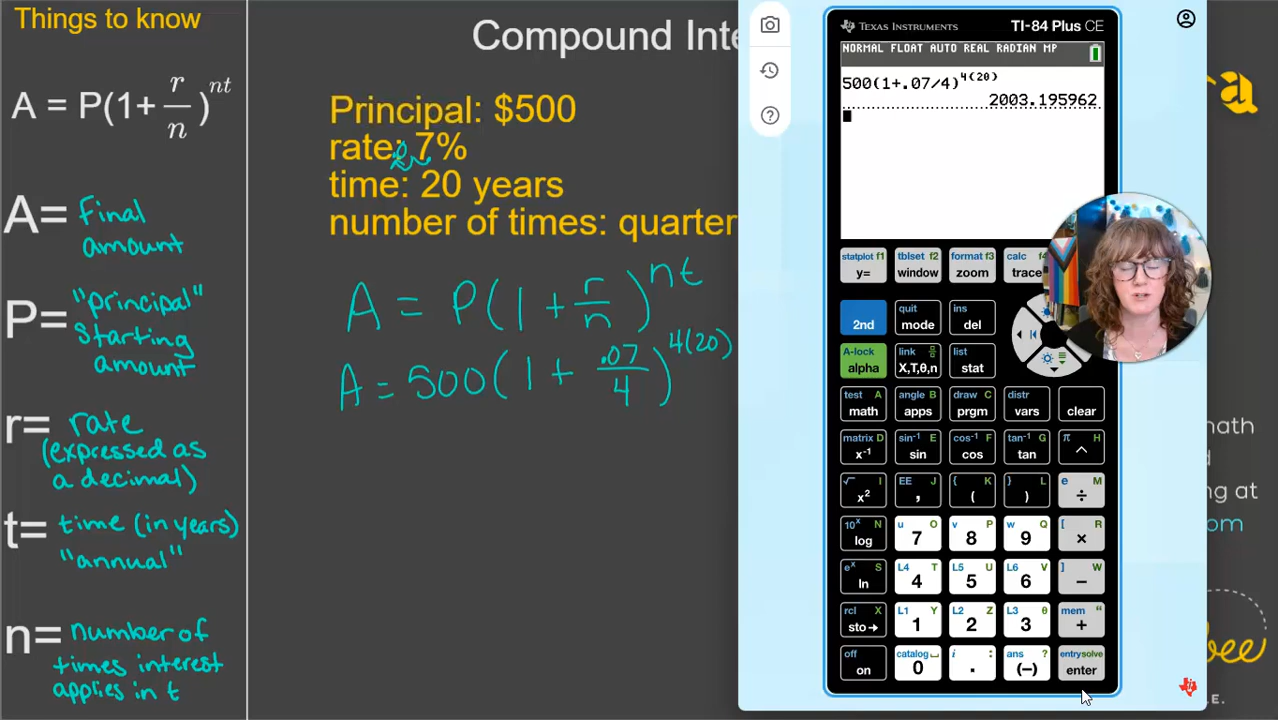 Things to know
A = P(1+ r/n)^nt
A= final
amount
P= "principal"
starting
amount
r= rate
(expressed as
a decimal)
t= time (in years)
"annual"
n= number of
times interest
applies in t
Compound Inte
Principal: $500
rate: 7%
time: 20 years
number of times: quarter
A = P(1 + r/n)^nt
A = 500(1 + .07/4)^4(20)
TEXAS INSTRUMENTS TI-84 Plus CE
NORMAL FLOAT AUTO REAL RADIAN MP
500(1+.07/4)^4(20)
2003.195962
statplot f1 tblset f2 format f3 calc f4
y= window zoom trace
quit ins
2nd mode del
A-lock link list
alpha X,T,θ,n stat
test A angle B draw C distr
math apps prgm vars clear
matrix D sin⁻¹ E cos⁻¹ F tan⁻¹ G π H
x⁻¹ sin cos tan ^
√ I EE J { K } L e M
x² , ( ) ÷
10ˣ N u O v P w Q [ R
log 7 8 9 ×
eˣ S L4 T L5 U L6 V ] W
ln 4 5 6 −
rcl X L1 Y L2 Z L3 θ mem "
sto→ 1 2 3 +
off catalog i : ans ? entry solve
on 0 . (−) enter
a
math
g at
om
bee
E.